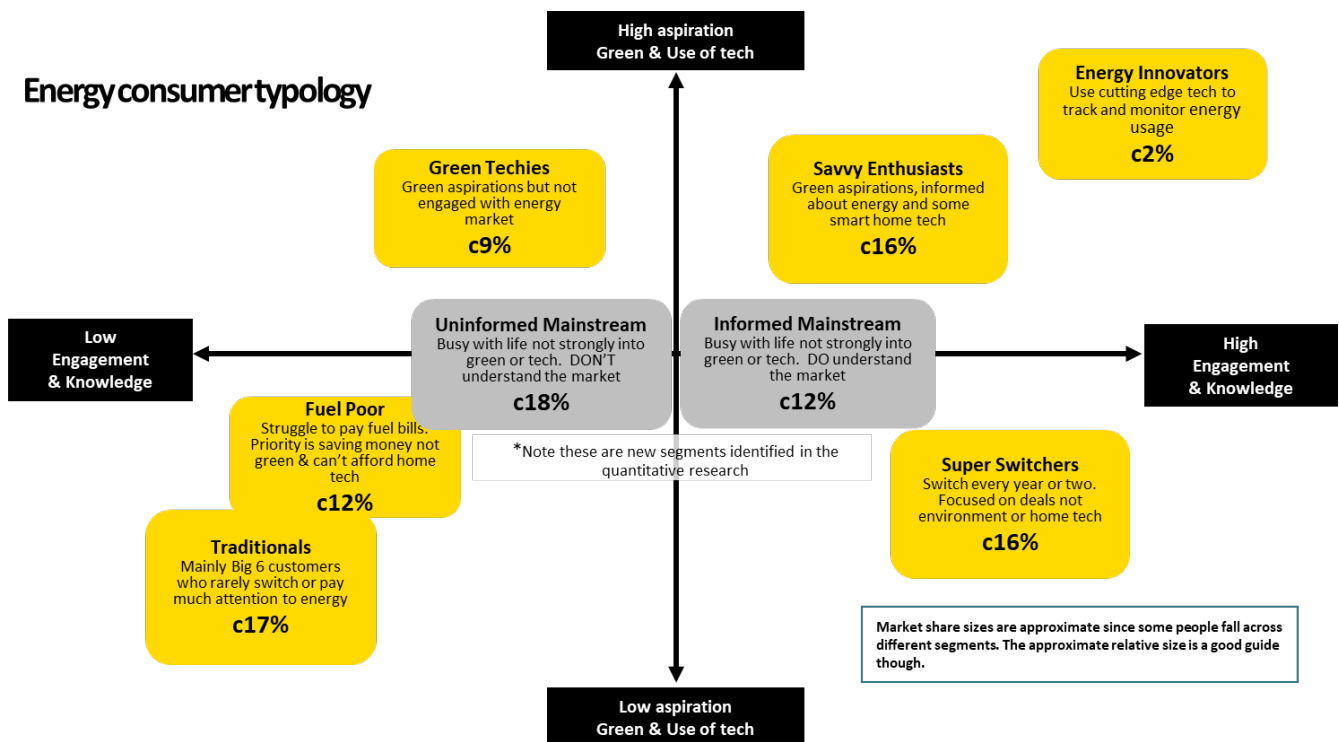 High aspiration
Green & Use of tech
Energy consumer typology
Energy Innovators
Use cutting edge tech to
track and monitor energy
usage
c2%
Green Techies
Green aspirations but not
engaged with energy
market
c9%
Savvy Enthusiasts
Green aspirations, informed
about energy and some
smart home tech
c16%
Low
Engagement
& Knowledge
Uninformed Mainstream
Busy with life not strongly into
green or tech.  DON'T
understand the market
c18%
Informed Mainstream
Busy with life not strongly into
green or tech.  DO understand
the market
c12%
High
Engagement
& Knowledge
Fuel Poor
Struggle to pay fuel bills.
Priority is saving money not
green & can't afford home
tech
c12%
*Note these are new segments identified in the
quantitative research
Super Switchers
Switch every year or two.
Focused on deals not
environment or home tech
c16%
Traditionals
Mainly Big 6 customers
who rarely switch or pay
much attention to energy
c17%
Market share sizes are approximate since some people fall across
different segments. The approximate relative size is a good guide
though.
Low aspiration
Green & Use of tech